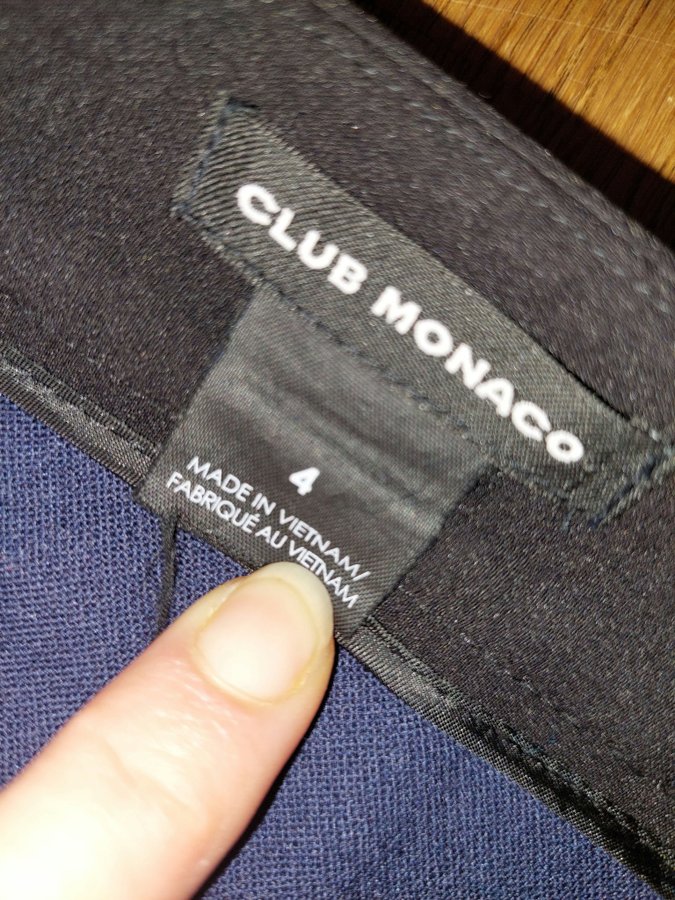 CLUB MONACO
4
MADE IN VIETNAM/
FABRIQUÉ AU VIETNAM